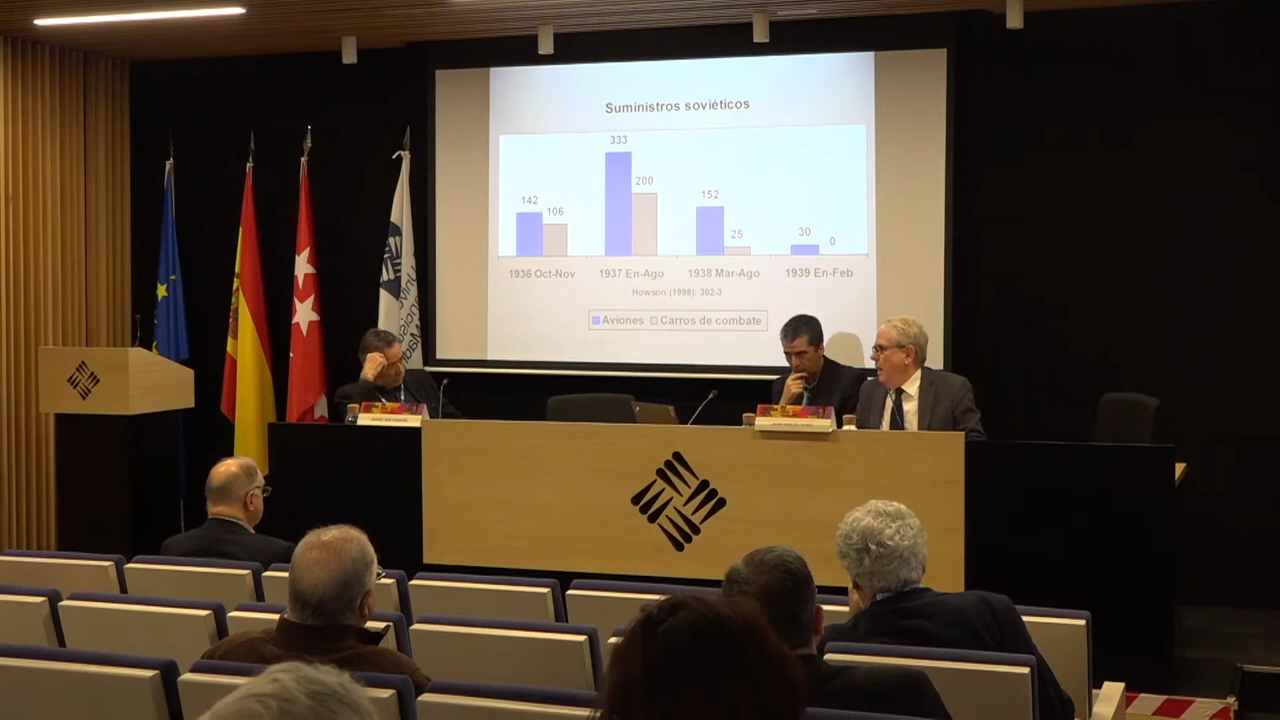 Suministros soviéticos
333
200
142
106
152
25
30
0
1936 Oct-Nov
1937 En-Ago
1938 Mar-Ago
1939 En-Feb
Howson (1998): 302-3
Aviones
Carros de combate